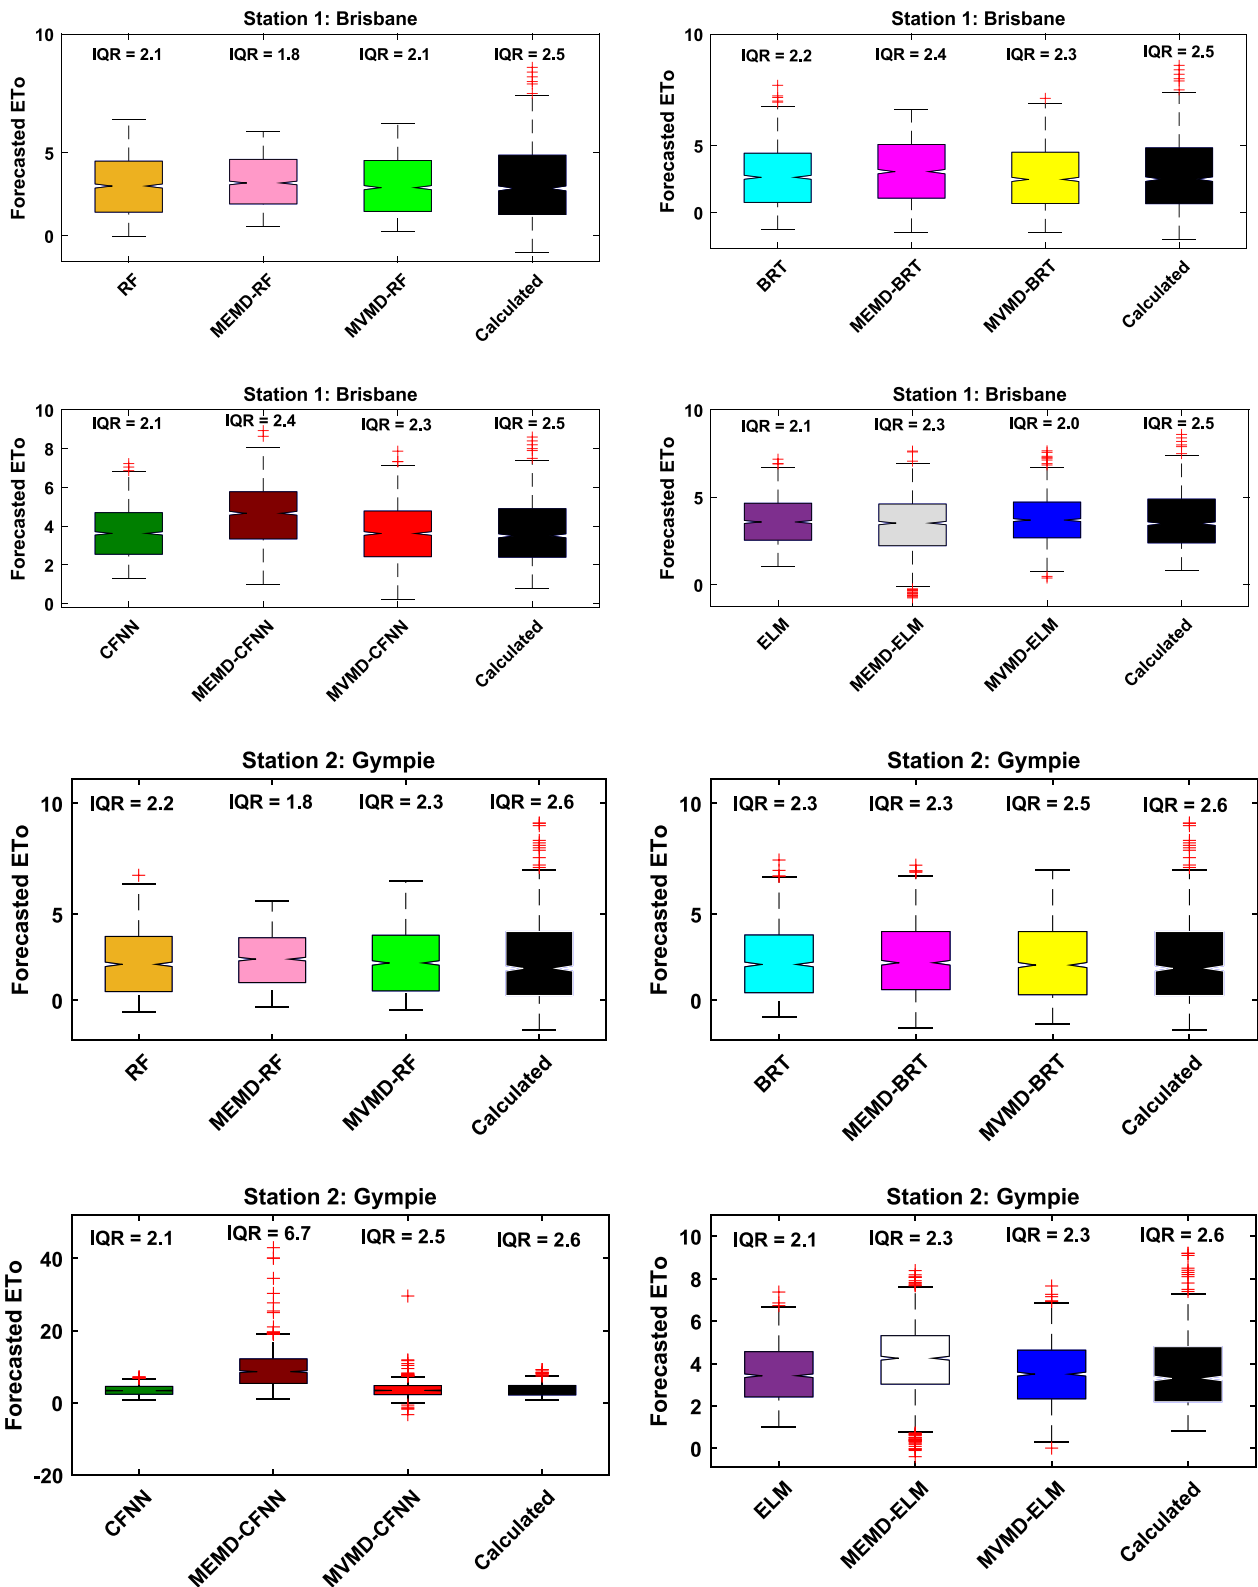 Station 1: Brisbane
Forecasted ETo
10
5
0
IQR = 2.1
IQR = 1.8
IQR = 2.1
IQR = 2.5
RF
MEMD-RF
MVMD-RF
Calculated
Station 1: Brisbane
Forecasted ETo
10
5
0
IQR = 2.2
IQR = 2.4
IQR = 2.3
IQR = 2.5
BRT
MEMD-BRT
MVMD-BRT
Calculated
Station 1: Brisbane
Forecasted ETo
10
8
6
4
2
0
IQR = 2.1
IQR = 2.4
IQR = 2.3
IQR = 2.5
CFNN
MEMD-CFNN
MVMD-CFNN
Calculated
Station 1: Brisbane
Forecasted ETo
10
5
0
IQR = 2.1
IQR = 2.3
IQR = 2.0
IQR = 2.5
ELM
MEMD-ELM
MVMD-ELM
Calculated
Station 2: Gympie
Forecasted ETo
10
5
0
IQR = 2.2
IQR = 1.8
IQR = 2.3
IQR = 2.6
RF
MEMD-RF
MVMD-RF
Calculated
Station 2: Gympie
Forecasted ETo
10
5
0
IQR = 2.3
IQR = 2.3
IQR = 2.5
IQR = 2.6
BRT
MEMD-BRT
MVMD-BRT
Calculated
Station 2: Gympie
Forecasted ETo
40
20
0
-20
IQR = 2.1
IQR = 6.7
IQR = 2.5
IQR = 2.6
CFNN
MEMD-CFNN
MVMD-CFNN
Calculated
Station 2: Gympie
Forecasted ETo
10
8
6
4
2
0
IQR = 2.1
IQR = 2.3
IQR = 2.3
IQR = 2.6
ELM
MEMD-ELM
MVMD-ELM
Calculated